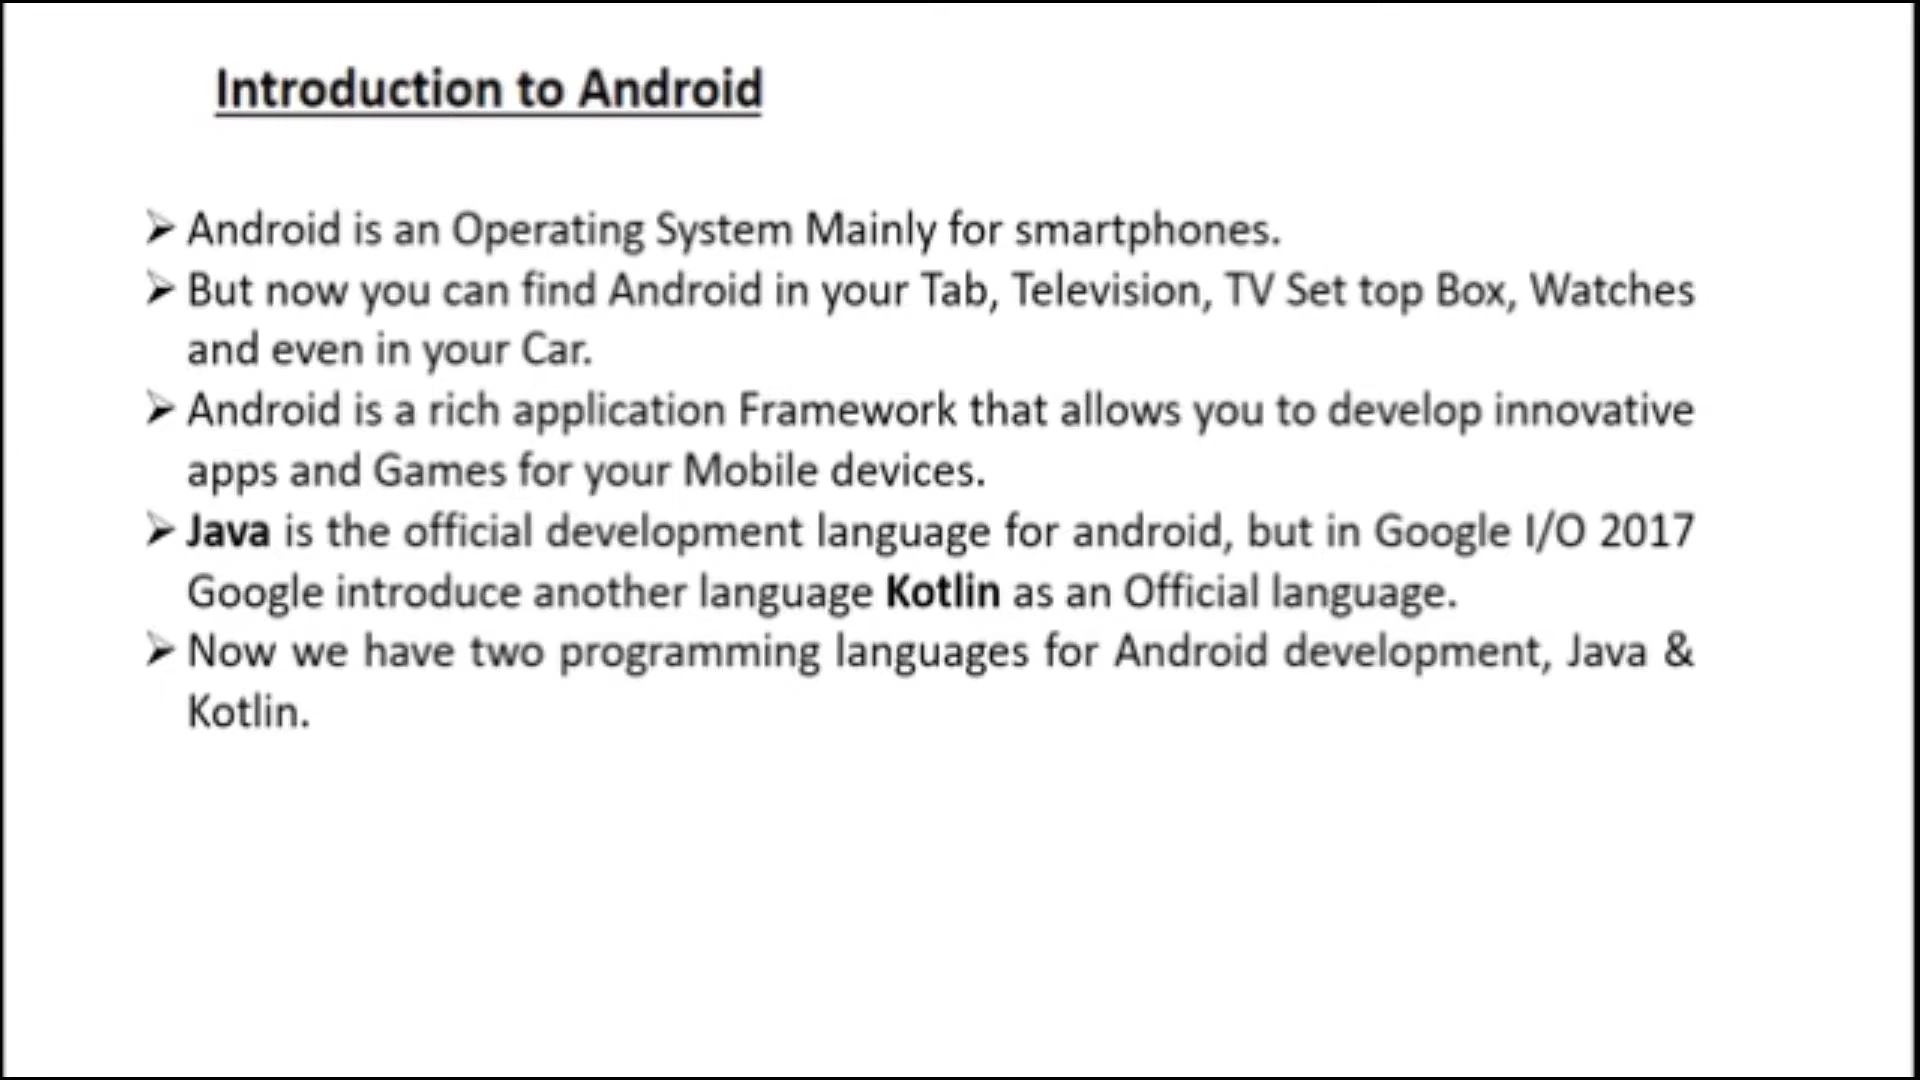 Introduction to Android
➢ Android is an Operating System Mainly for smartphones.
➢ But now you can find Android in your Tab, Television, TV Set top Box, Watches
and even in your Car.
➢ Android is a rich application Framework that allows you to develop innovative
apps and Games for your Mobile devices.
➢ Java is the official development language for android, but in Google I/O 2017
Google introduce another language Kotlin as an Official language.
➢ Now we have two programming languages for Android development, Java &
Kotlin.